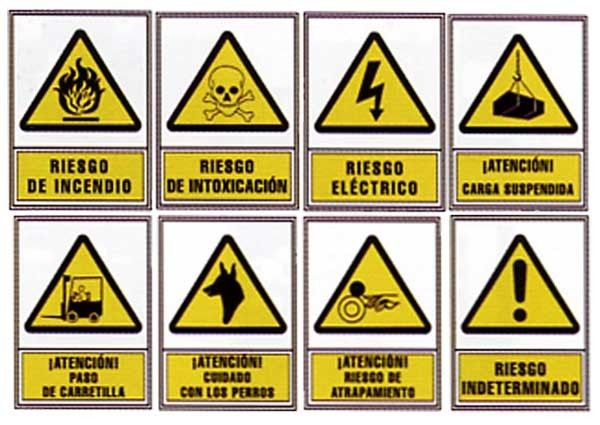 RIESGO
DE INCENDIO
RIESGO
DE INTOXICACIÓN
RIESGO
ELÉCTRICO
¡ATENCIÓN!
CARGA SUSPENDIDA
¡ATENCIÓN!
PASO
DE CARRETILLA
¡ATENCIÓN!
CUIDADO
CON LOS PERROS
¡ATENCIÓN!
RIESGO DE
ATRAPAMIENTO
RIESGO
INDETERMINADO